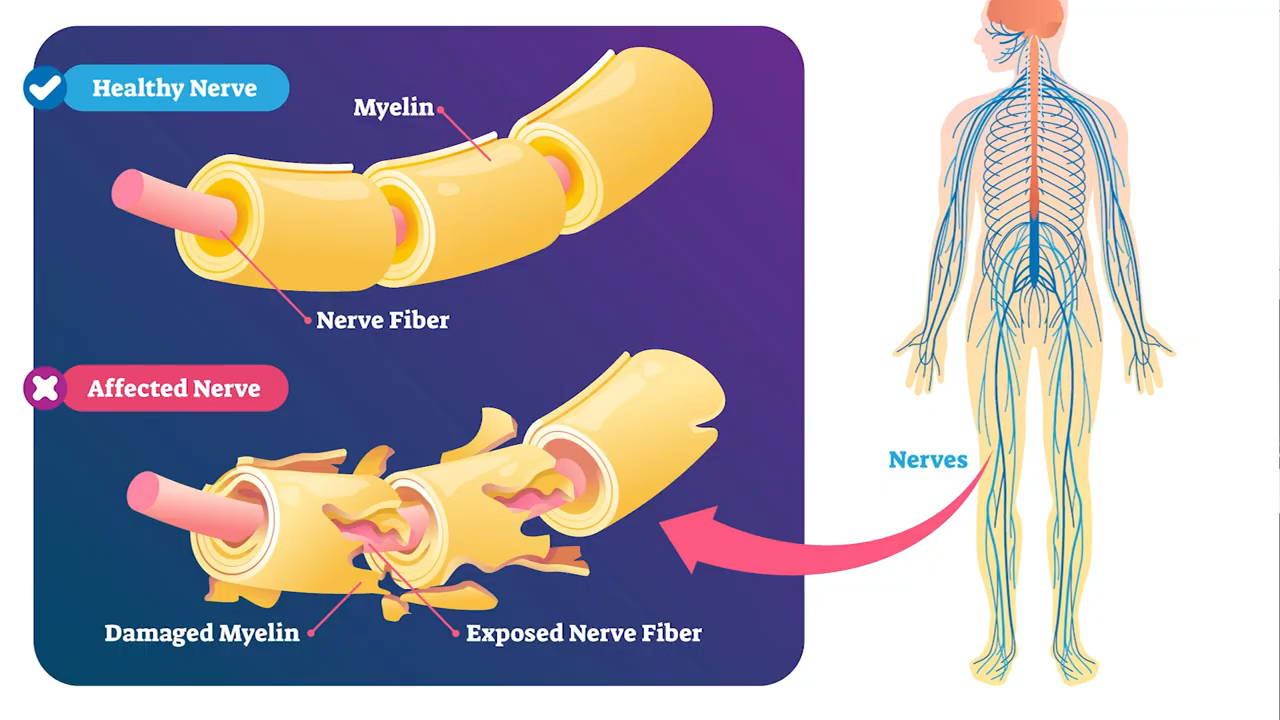 Healthy Nerve
Myelin
Nerve Fiber
Affected Nerve
Nerves
Damaged Myelin
Exposed Nerve Fiber